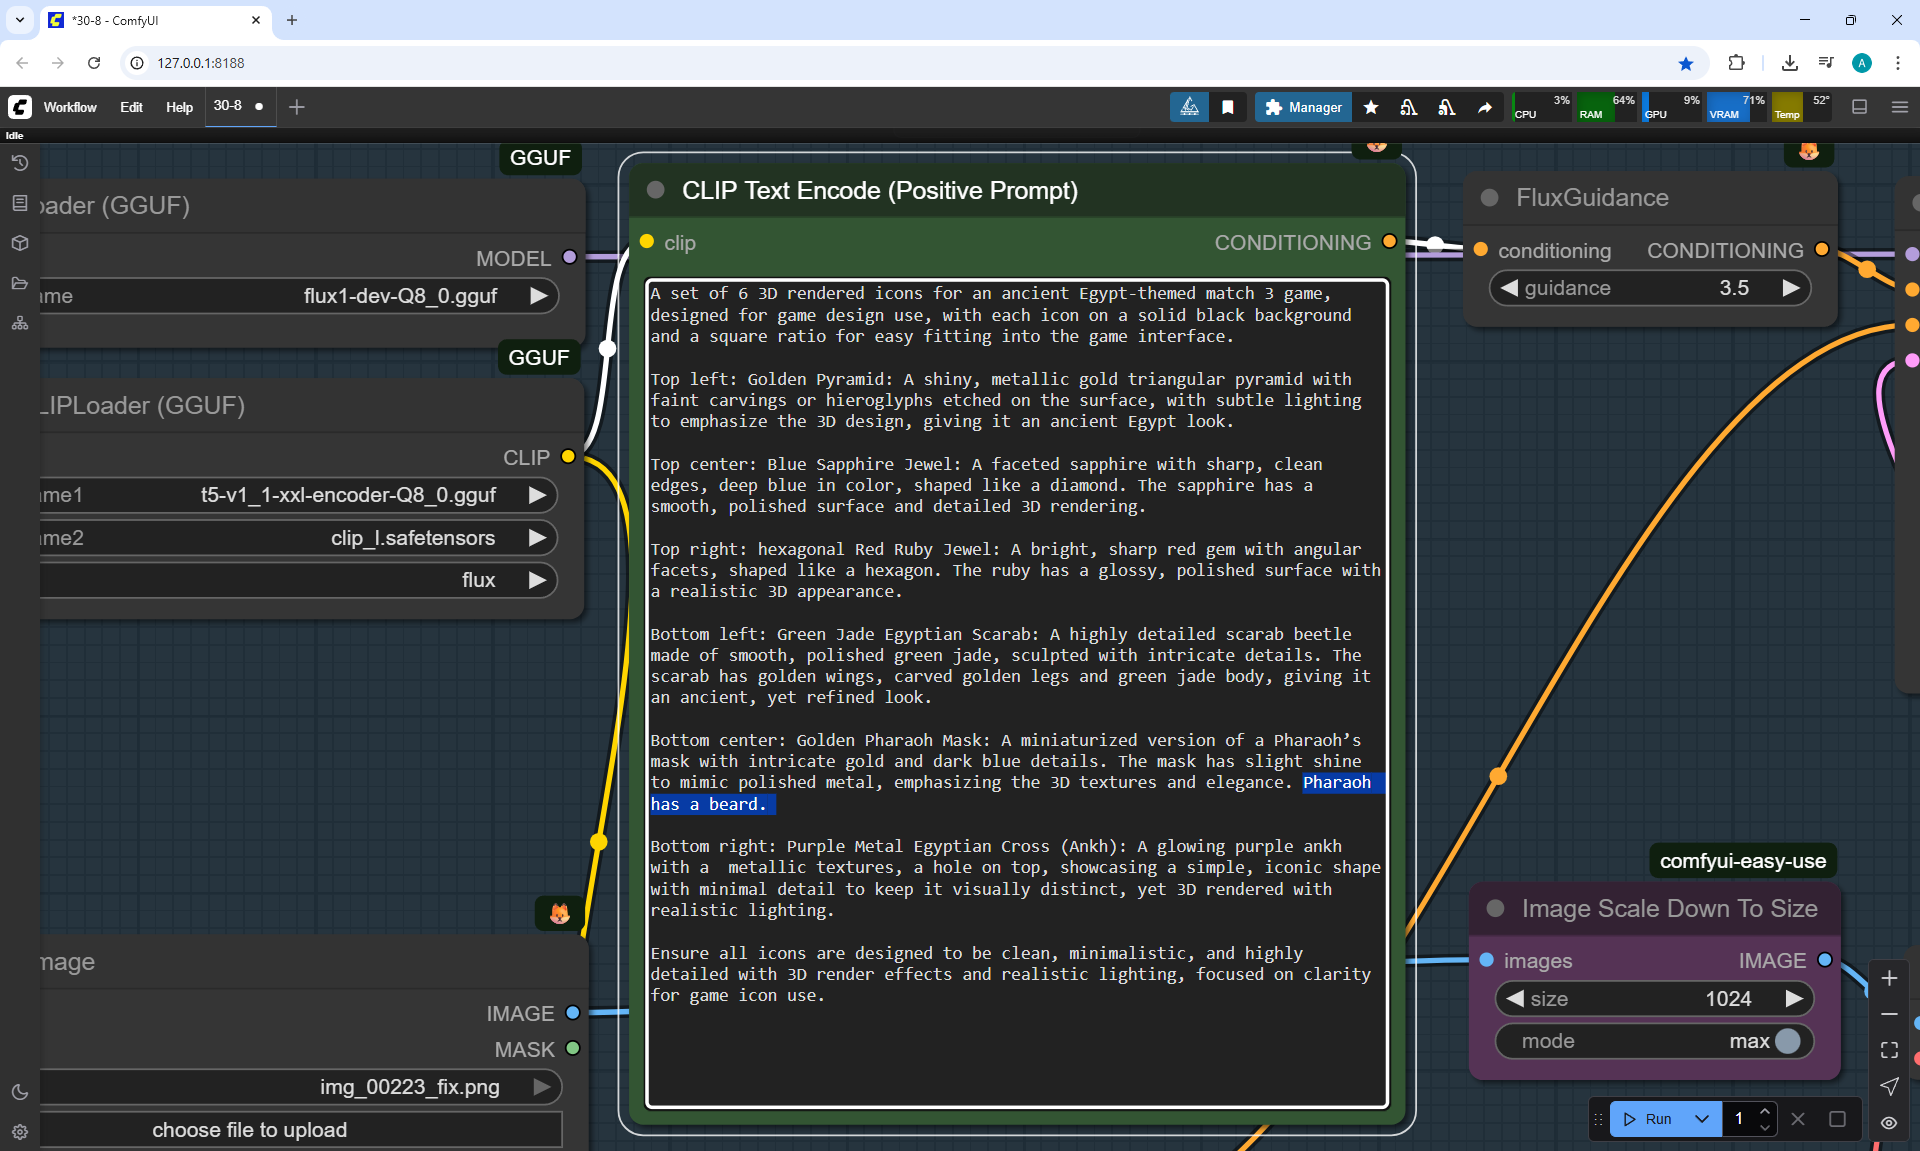 *30-8 - ComfyUI
127.0.0.1:8188
A
Workflow Edit Help 30-8
Manager
CPU 3% RAM 64% GPU 9% VRAM 71% Temp 52°
Idle
GGUF
oader (GGUF)
MODEL
ame flux1-dev-Q8_0.gguf
GGUF
LIPLoader (GGUF)
CLIP
ame1 t5-v1_1-xxl-encoder-Q8_0.gguf
ame2 clip_l.safetensors
flux
mage
IMAGE
MASK
img_00223_fix.png
choose file to upload
CLIP Text Encode (Positive Prompt)
clip CONDITIONING
A set of 6 3D rendered icons for an ancient Egypt-themed match 3 game,
designed for game design use, with each icon on a solid black background
and a square ratio for easy fitting into the game interface.
Top left: Golden Pyramid: A shiny, metallic gold triangular pyramid with
faint carvings or hieroglyphs etched on the surface, with subtle lighting
to emphasize the 3D design, giving it an ancient Egypt look.
Top center: Blue Sapphire Jewel: A faceted sapphire with sharp, clean
edges, deep blue in color, shaped like a diamond. The sapphire has a
smooth, polished surface and detailed 3D rendering.
Top right: hexagonal Red Ruby Jewel: A bright, sharp red gem with angular
facets, shaped like a hexagon. The ruby has a glossy, polished surface with
a realistic 3D appearance.
Bottom left: Green Jade Egyptian Scarab: A highly detailed scarab beetle
made of smooth, polished green jade, sculpted with intricate details. The
scarab has golden wings, carved golden legs and green jade body, giving it
an ancient, yet refined look.
Bottom center: Golden Pharaoh Mask: A miniaturized version of a Pharaoh’s
mask with intricate gold and dark blue details. The mask has slight shine
to mimic polished metal, emphasizing the 3D textures and elegance. Pharaoh
has a beard.
Bottom right: Purple Metal Egyptian Cross (Ankh): A glowing purple ankh
with a  metallic textures, a hole on top, showcasing a simple, iconic shape
with minimal detail to keep it visually distinct, yet 3D rendered with
realistic lighting.
Ensure all icons are designed to be clean, minimalistic, and highly
detailed with 3D render effects and realistic lighting, focused on clarity
for game icon use.
FluxGuidance
conditioning CONDITIONING
guidance 3.5
comfyui-easy-use
Image Scale Down To Size
images IMAGE
size 1024
mode max
Run 1